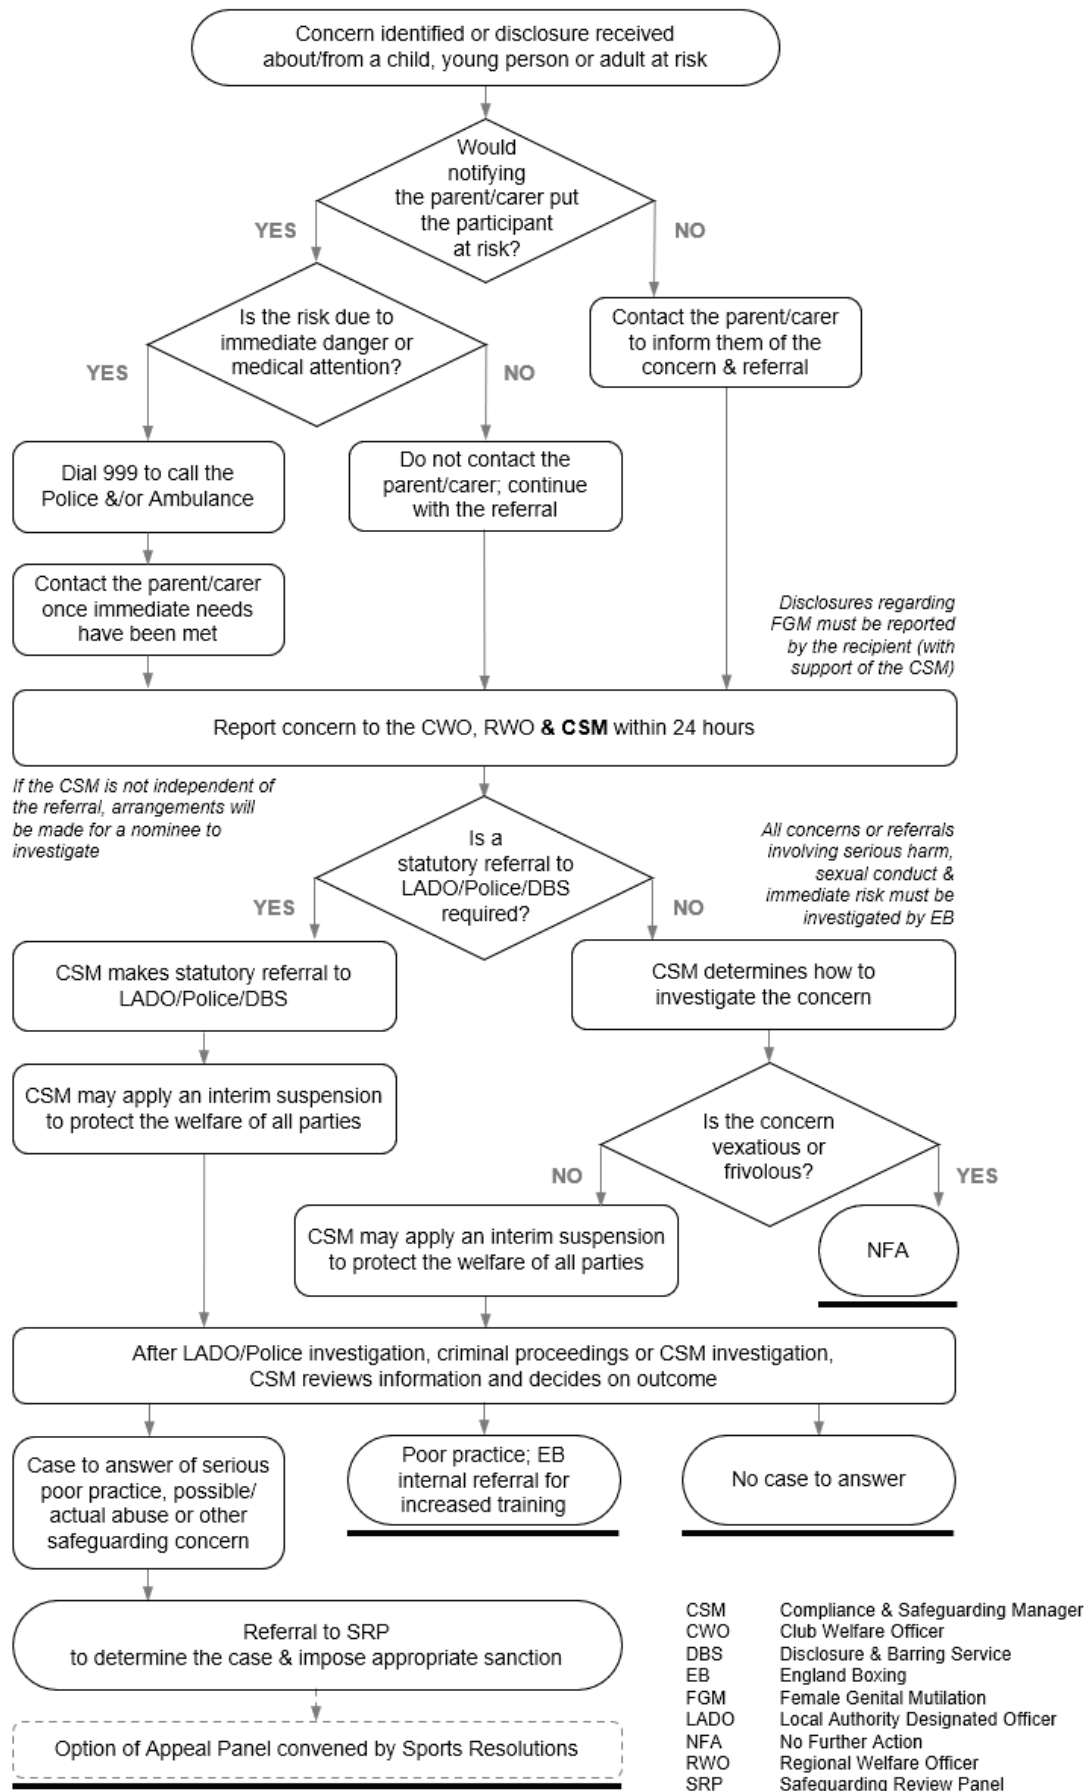 Concern identified or disclosure received
about/from a child, young person or adult at risk
Would
notifying
the parent/carer put
the participant
at risk?
YES
NO
Is the risk due to
immediate danger or
medical attention?
Contact the parent/carer
to inform them of the
concern & referral
YES
NO
Dial 999 to call the
Police &/or Ambulance
Do not contact the
parent/carer; continue
with the referral
Contact the parent/carer
once immediate needs
have been met
Disclosures regarding
FGM must be reported
by the recipient (with
support of the CSM)
Report concern to the CWO, RWO & CSM within 24 hours
If the CSM is not independent of
the referral, arrangements will
be made for a nominee to
investigate
Is a
statutory referral to
LADO/Police/DBS
required?
All concerns or referrals
involving serious harm,
sexual conduct &
immediate risk must be
investigated by EB
YES
NO
CSM makes statutory referral to
LADO/Police/DBS
CSM determines how to
investigate the concern
CSM may apply an interim suspension
to protect the welfare of all parties
Is the concern
vexatious or
frivolous?
NO
YES
CSM may apply an interim suspension
to protect the welfare of all parties
NFA
After LADO/Police investigation, criminal proceedings or CSM investigation,
CSM reviews information and decides on outcome
Case to answer of serious
poor practice, possible/
actual abuse or other
safeguarding concern
Poor practice; EB
internal referral for
increased training
No case to answer
Referral to SRP
to determine the case & impose appropriate sanction
Option of Appeal Panel convened by Sports Resolutions
CSM Compliance & Safeguarding Manager
CWO Club Welfare Officer
DBS Disclosure & Barring Service
EB England Boxing
FGM Female Genital Mutilation
LADO Local Authority Designated Officer
NFA No Further Action
RWO Regional Welfare Officer
SRP Safeguarding Review Panel